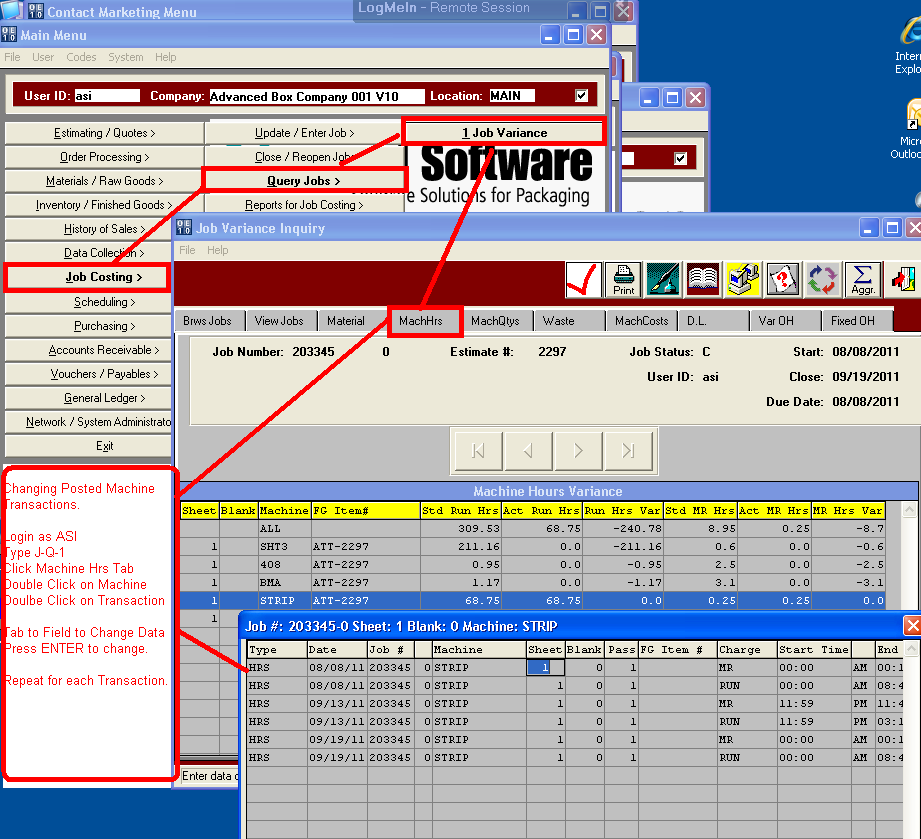 Contact Marketing Menu
LogMeIn - Remote Session
Main Menu
File User Codes System Help
User ID: asi Company: Advanced Box Company 001 V10 Location: MAIN
Estimating / Quotes > Update / Enter Job > 1 Job Variance
Order Processing > Close / Reopen Job
Materials / Raw Goods > Query Jobs >
Inventory / Finished Goods > Reports for Job Costing >
History of Sales >
Data Collection >
Job Costing >
Scheduling >
Purchasing >
Accounts Receivable >
Vouchers / Payables >
General Ledger >
Network / System Administrato
Exit
Software
e Solutions for Packaging
Inter
Explo
Micr
Outlo
Job Variance Inquiry
File Help
Print Σ Aggr.
Brws Jobs View Jobs Material MachHrs MachQtys Waste MachCosts D.L. Var OH Fixed OH
Job Number: 203345 0 Estimate #: 2297 Job Status: C Start: 08/08/2011
User ID: asi Close: 09/19/2011
Due Date: 08/08/2011
Machine Hours Variance
Sheet Blank Machine FG Item# Std Run Hrs Act Run Hrs Run Hrs Var Std MR Hrs Act MR Hrs MR Hrs Var
ALL 309.53 68.75 -240.78 8.95 0.25 -8.7
1 SHT3 ATT-2297 211.16 0.0 -211.16 0.6 0.0 -0.6
1 408 ATT-2297 0.95 0.0 -0.95 2.5 0.0 -2.5
1 BMA ATT-2297 1.17 0.0 -1.17 3.1 0.0 -3.1
1 STRIP ATT-2297 68.75 68.75 0.0 0.25 0.25 0.0
1
Enter data o
Changing Posted Machine
Transactions.
Login as ASI
Type J-Q-1
Click Machine Hrs Tab
Double Click on Machine
Doulbe Click on Transaction
Tab to Field to Change Data
Press ENTER to change.
Repeat for each Transaction.
Job #: 203345-0 Sheet: 1 Blank: 0 Machine: STRIP
Type Date Job # Machine Sheet Blank Pass FG Item # Charge Start Time End
HRS 08/08/11 203345 0 STRIP 1 0 1 MR 00:00 AM 00:1
HRS 08/08/11 203345 0 STRIP 1 0 1 RUN 00:00 AM 08:4
HRS 09/13/11 203345 0 STRIP 1 0 1 MR 11:59 PM 11:4
HRS 09/13/11 203345 0 STRIP 1 0 1 RUN 11:59 PM 03:1
HRS 09/19/11 203345 0 STRIP 1 0 1 MR 00:00 AM 00:1
HRS 09/19/11 203345 0 STRIP 1 0 1 RUN 00:00 AM 08:4